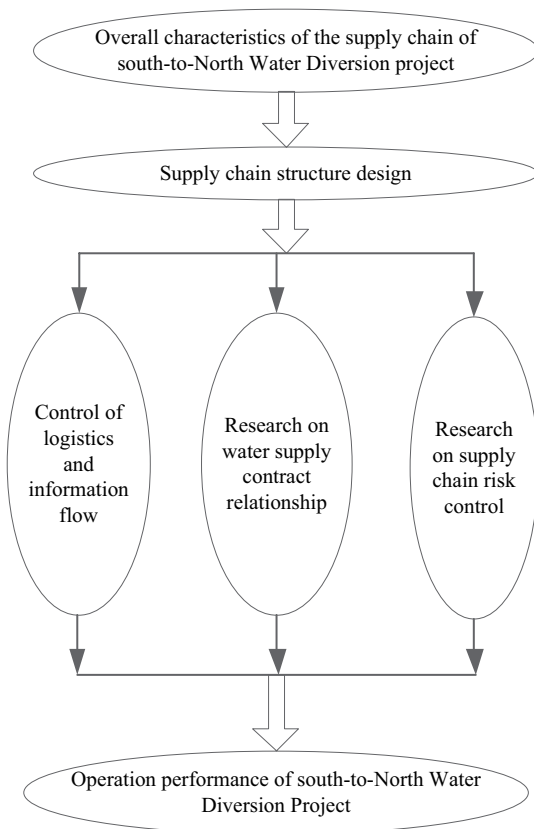 Overall characteristics of the supply chain of
south-to-North Water Diversion project
Supply chain structure design
Control of
logistics
and
information
flow
Research on
water supply
contract
relationship
Research
on supply
chain risk
control
Operation performance of south-to-North Water
Diversion Project